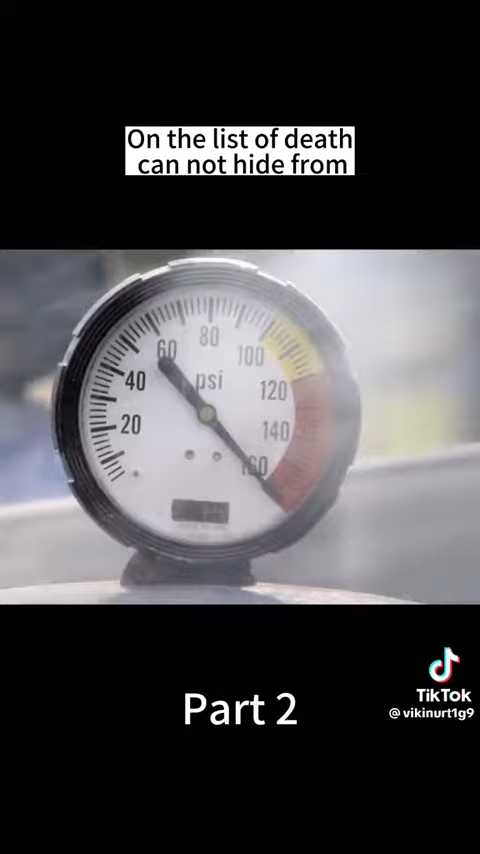 On the list of death
can not hide from
80
60
100
40
psi
120
20
140
160
Part 2
TikTok
@vikinurt1g9